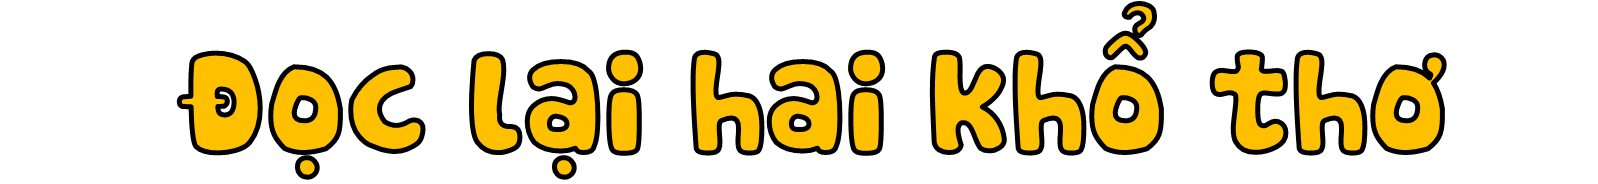 Đọc lại hai khổ thơ